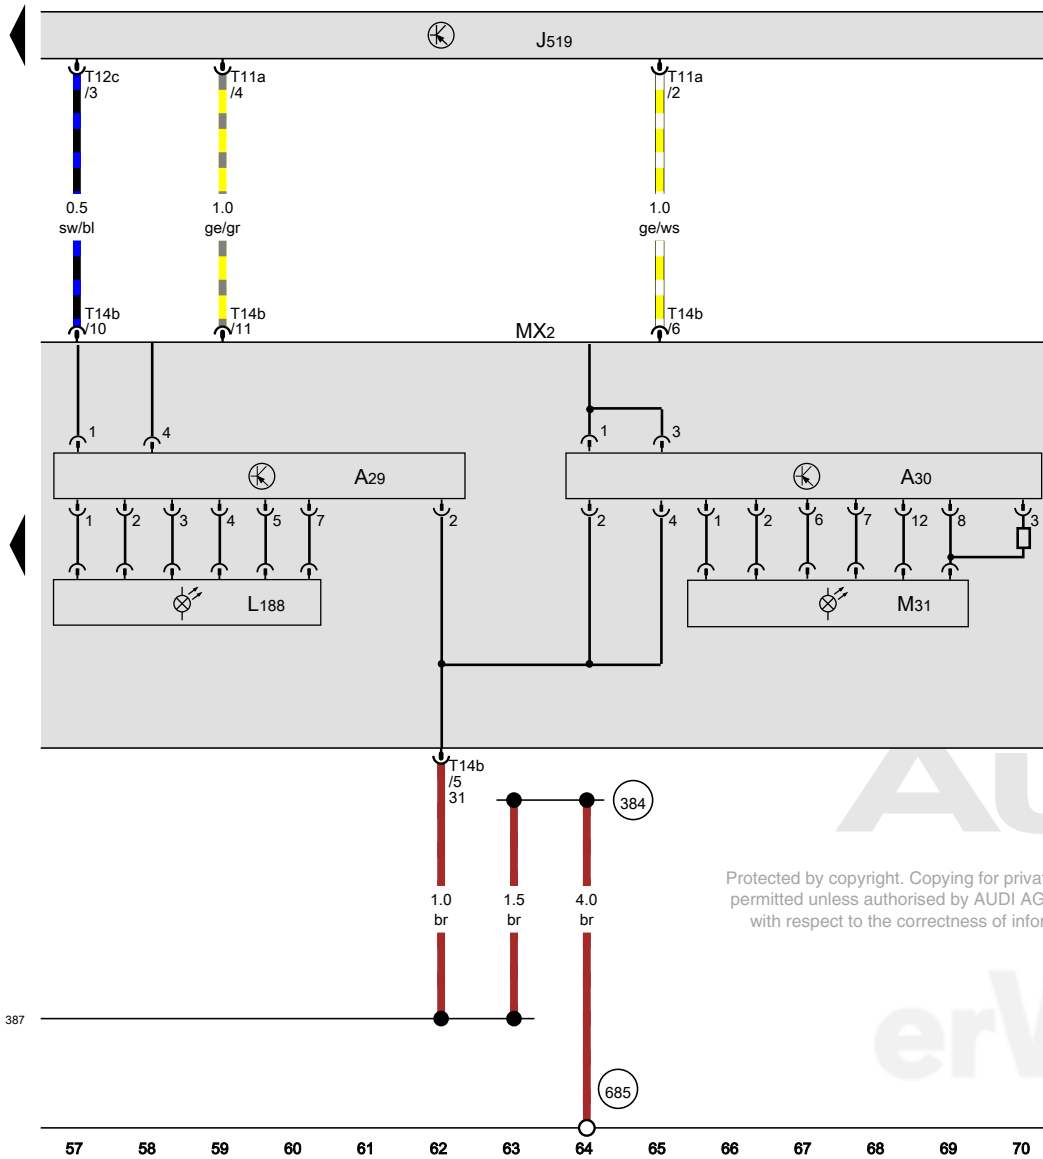 J519
T12c
/3
T11a
/4
T11a
/2
0.5
sw/bl
1.0
ge/gr
1.0
ge/ws
T14b
/10
T14b
/11
MX2
T14b
/6
1
4
1
3
A29
A30
1
2
3
4
5
7
2
2
4
1
2
6
7
12
8
3
L188
M31
T14b
/5
31
384
Au
Protected by copyright. Copying for priva
permitted unless authorised by AUDI AG
with respect to the correctness of infor
1.0
br
1.5
br
4.0
br
387
erW
685
57 58 59 60 61 62 63 64 65 66 67 68 69 70